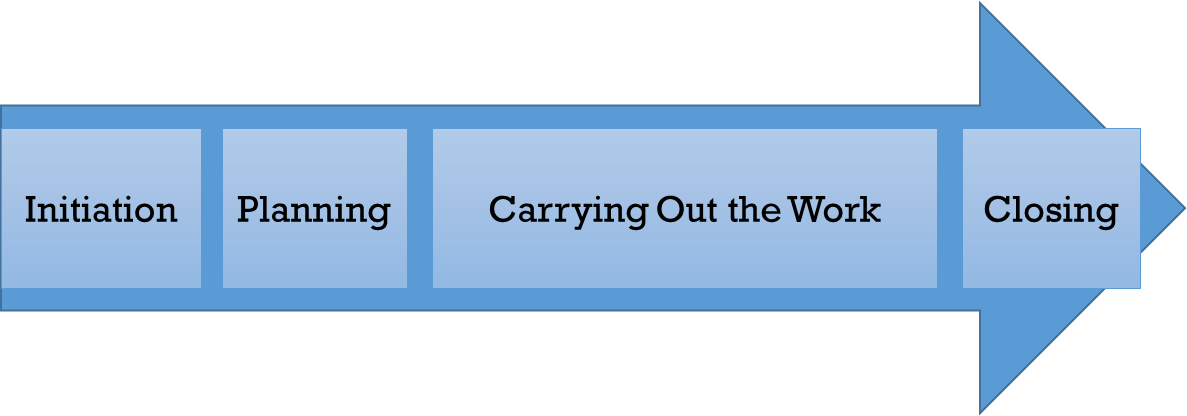 Initiation
Planning
Carrying Out the Work
Closing